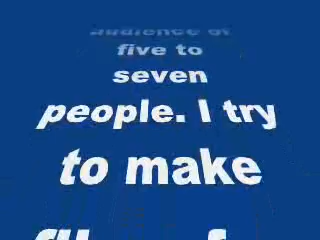 audience of
five to
seven
people. I try
to make